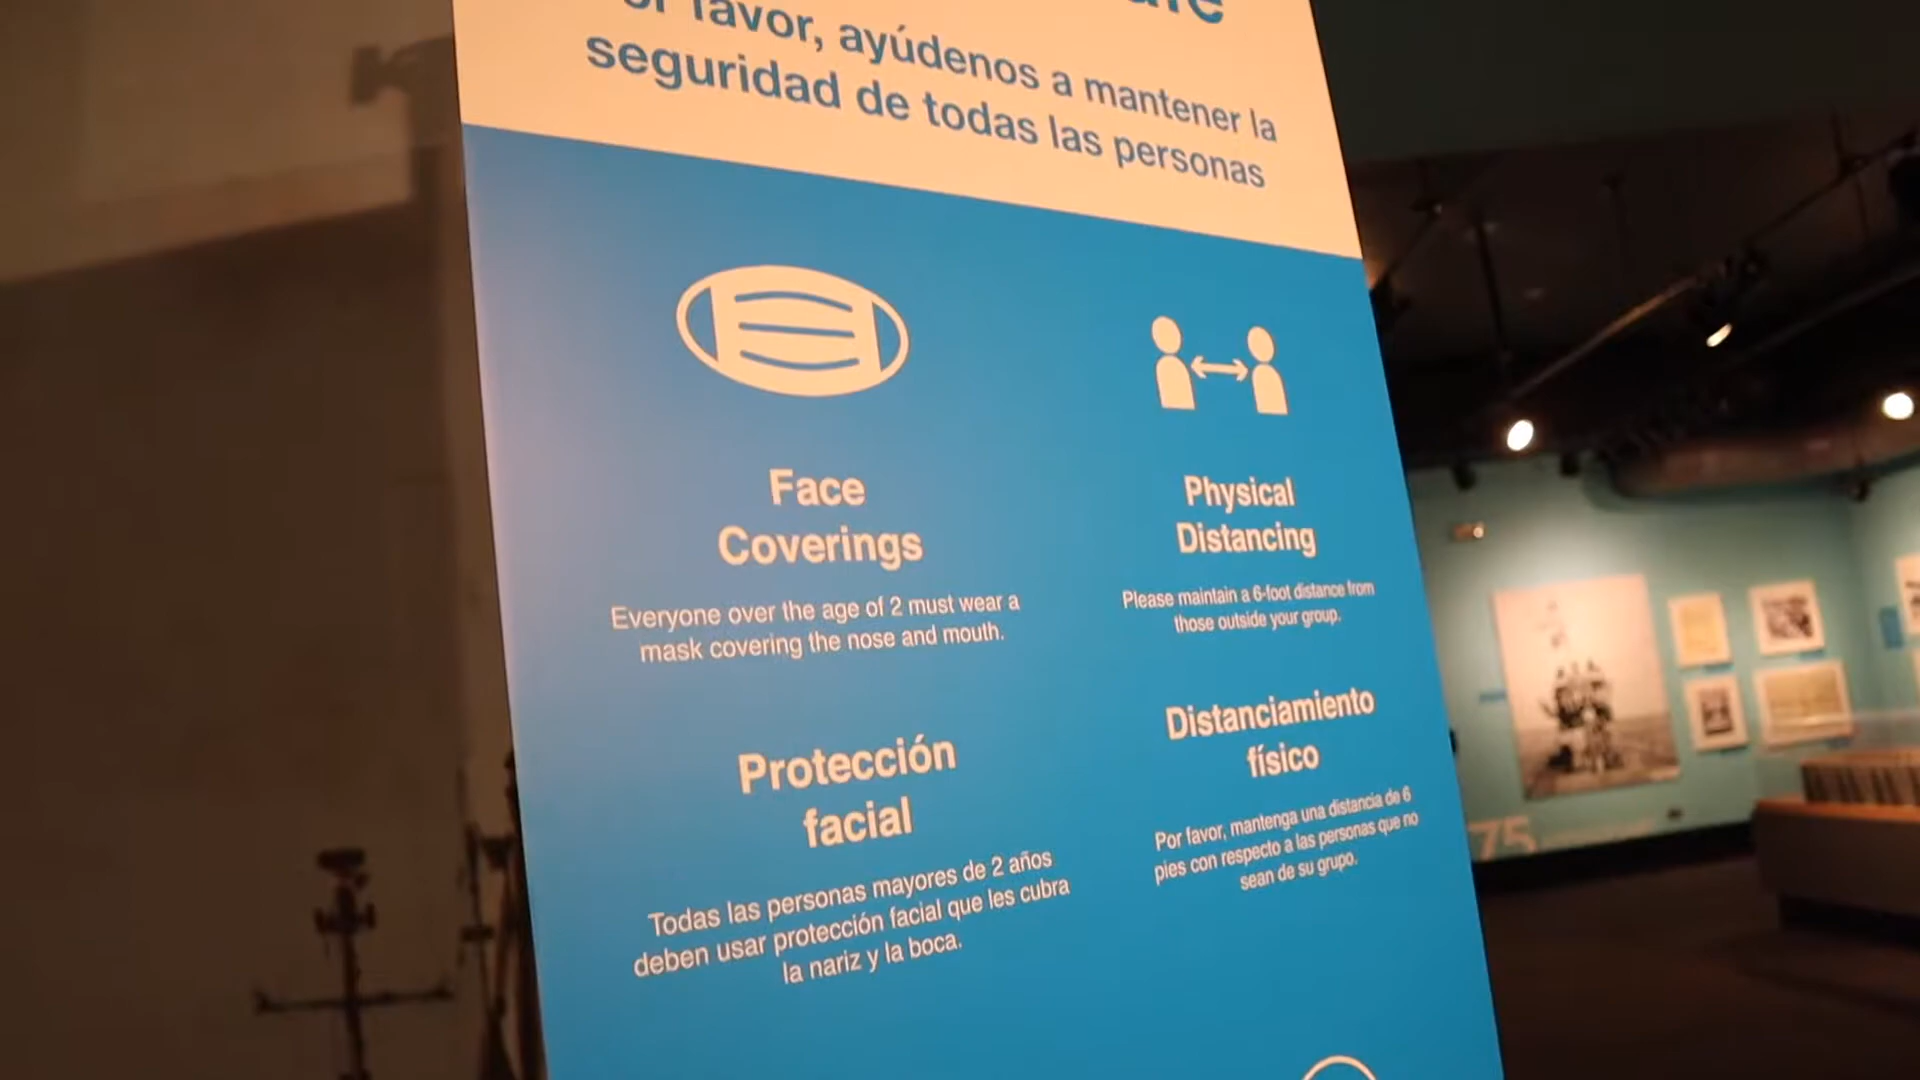 favor, ayúdenos a mantener la
seguridad de todas las personas
Face
Coverings
Everyone over the age of 2 must wear a
mask covering the nose and mouth.
Protección
facial
Todas las personas mayores de 2 años
deben usar protección facial que les cubra
la nariz y la boca.
Physical
Distancing
Please maintain a 6-foot distance from
those outside your group.
Distanciamiento
físico
Por favor, mantenga una distancia de 6
pies con respecto a las personas que no
sean de su grupo.
75